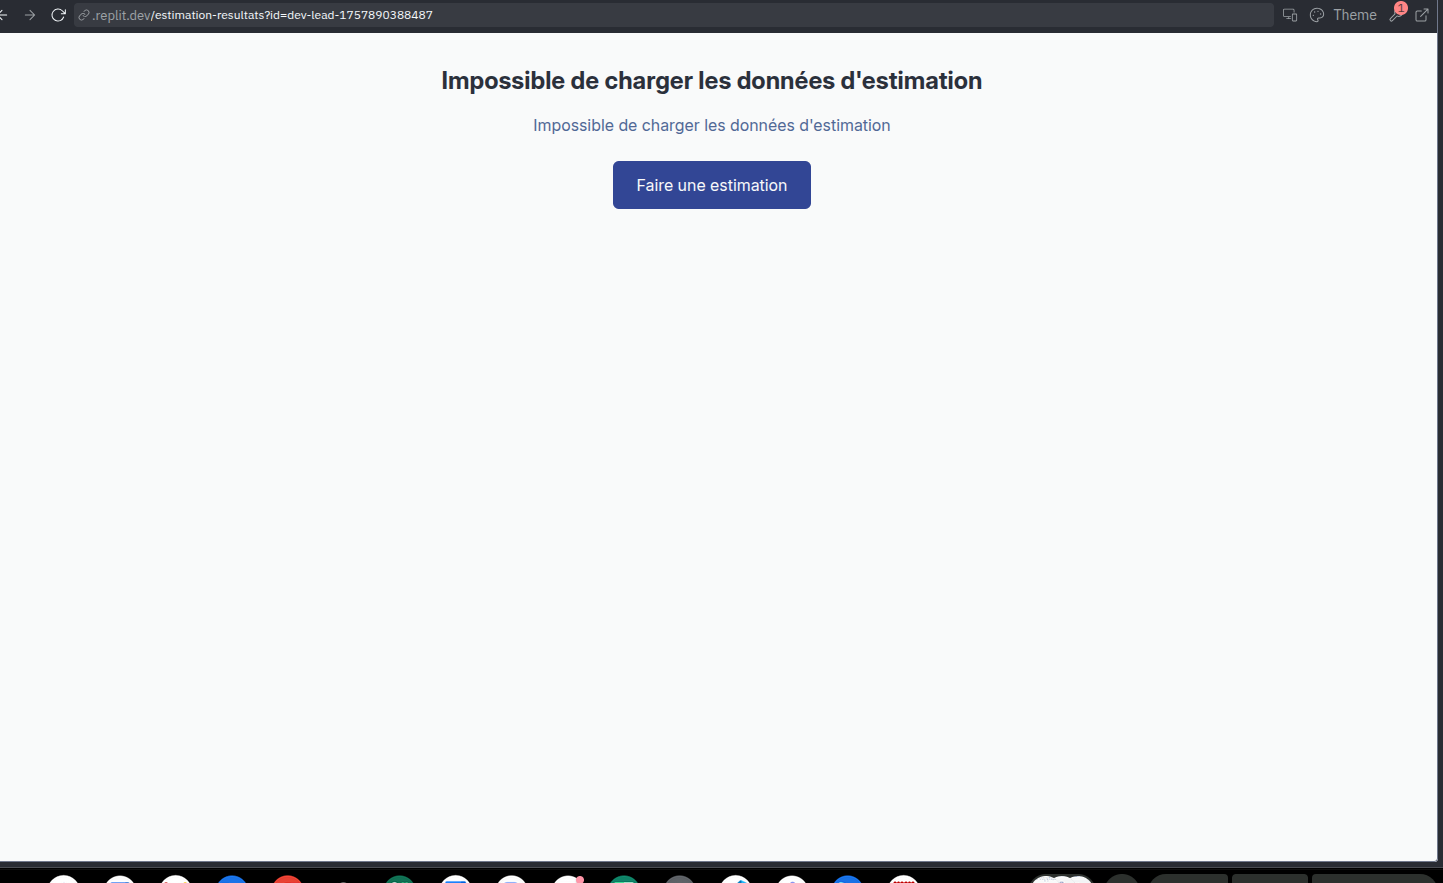 .replit.dev/estimation-resultats?id=dev-lead-1757890388487
Theme
1
Impossible de charger les données d'estimation
Impossible de charger les données d'estimation
Faire une estimation